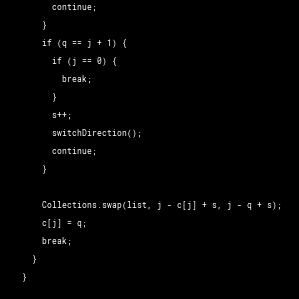 continue;
}
if (q == j + 1) {
if (j == 0) {
break;
}
s++;
switchDirection();
continue;
}
Collections.swap(list, j - c[j] + s, j - q + s);
c[j] = q;
break;
}
}